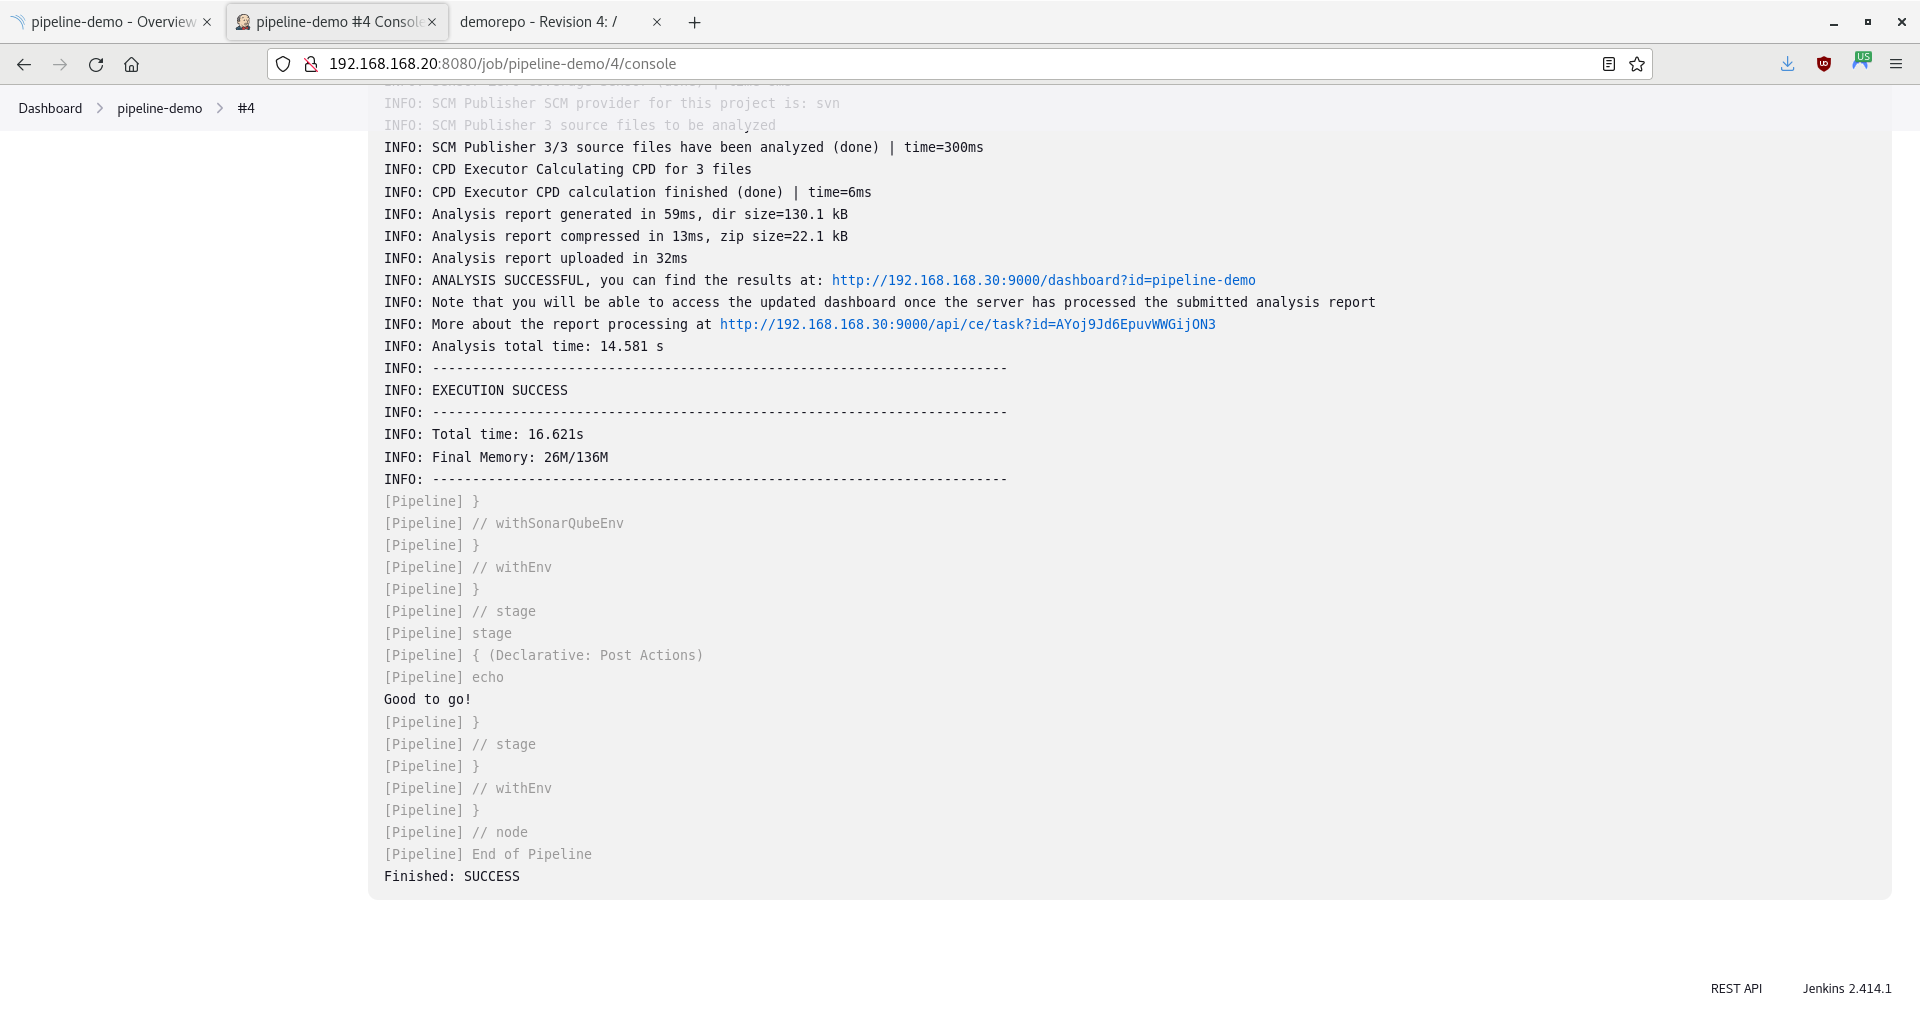 pipeline-demo - Overview
pipeline-demo #4 Console
demorepo - Revision 4: /
192.168.168.20:8080/job/pipeline-demo/4/console
US
Dashboard
pipeline-demo
#4
INFO: SCM Publisher SCM provider for this project is: svn
INFO: SCM Publisher 3 source files to be analyzed
INFO: SCM Publisher 3/3 source files have been analyzed (done) | time=300ms
INFO: CPD Executor Calculating CPD for 3 files
INFO: CPD Executor CPD calculation finished (done) | time=6ms
INFO: Analysis report generated in 59ms, dir size=130.1 kB
INFO: Analysis report compressed in 13ms, zip size=22.1 kB
INFO: Analysis report uploaded in 32ms
INFO: ANALYSIS SUCCESSFUL, you can find the results at: http://192.168.168.30:9000/dashboard?id=pipeline-demo
INFO: Note that you will be able to access the updated dashboard once the server has processed the submitted analysis report
INFO: More about the report processing at http://192.168.168.30:9000/api/ce/task?id=AYoj9Jd6EpuvWWGijON3
INFO: Analysis total time: 14.581 s
INFO: ------------------------------------------------------------------------
INFO: EXECUTION SUCCESS
INFO: ------------------------------------------------------------------------
INFO: Total time: 16.621s
INFO: Final Memory: 26M/136M
INFO: ------------------------------------------------------------------------
[Pipeline] }
[Pipeline] // withSonarQubeEnv
[Pipeline] }
[Pipeline] // withEnv
[Pipeline] }
[Pipeline] // stage
[Pipeline] stage
[Pipeline] { (Declarative: Post Actions)
[Pipeline] echo
Good to go!
[Pipeline] }
[Pipeline] // stage
[Pipeline] }
[Pipeline] // withEnv
[Pipeline] }
[Pipeline] // node
[Pipeline] End of Pipeline
Finished: SUCCESS
REST API
Jenkins 2.414.1